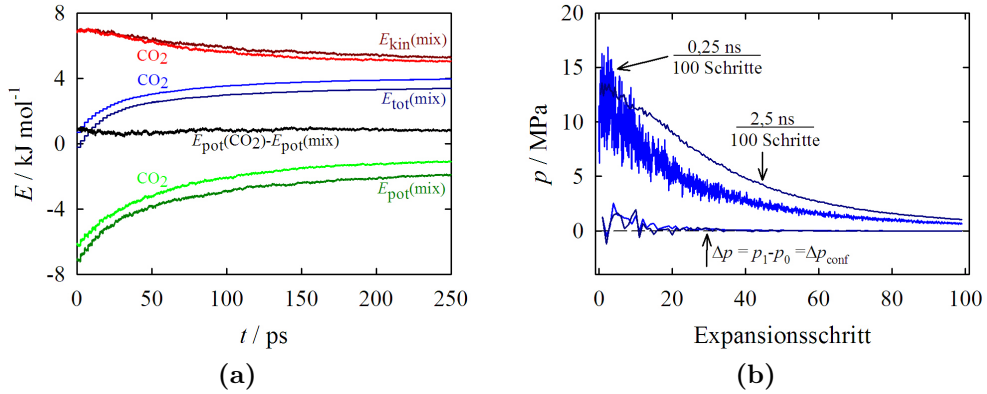 E_kin(mix)
CO₂
CO₂
E_tot(mix)
E_pot(CO₂)-E_pot(mix)
CO₂
E_pot(mix)
E / kJ mol⁻¹
8
4
0
-4
-8
0
50
100
150
200
250
t / ps
(a)
20
15
10
5
0
p / MPa
0,25 ns
100 Schritte
2,5 ns
100 Schritte
Δp = p₁-p₀ = Δp_conf
0
20
40
60
80
100
Expansionsschritt
(b)